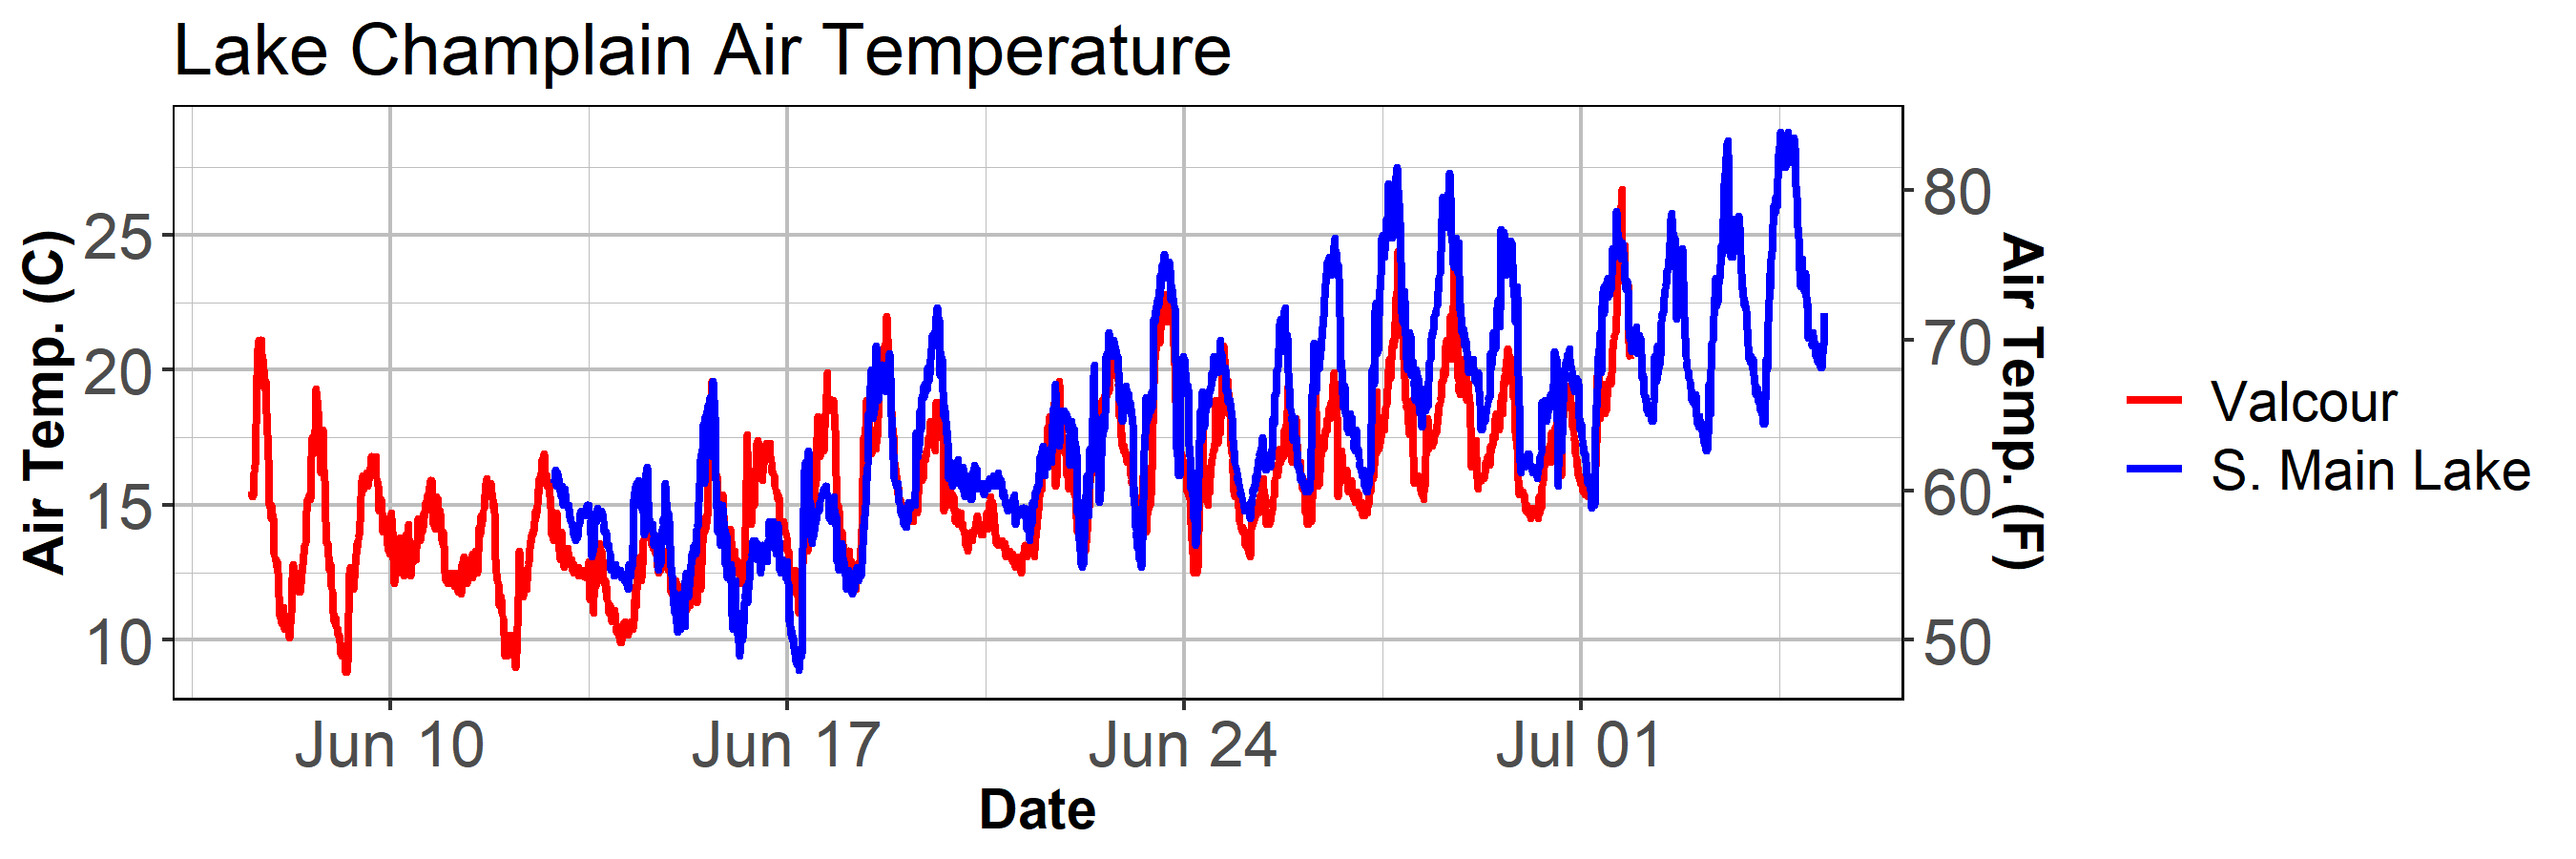 Lake Champlain Air Temperature
Air Temp. (C)
25
20
15
10
80
70
60
50
Air Temp. (F)
Jun 10
Jun 17
Jun 24
Jul 01
Date
Valcour
S. Main Lake